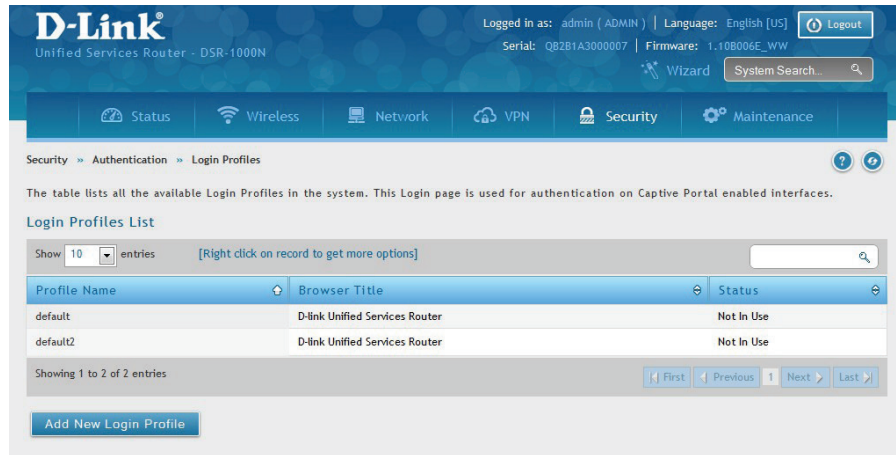 D-Link
Unified Services Router - DSR-1000N
Logged in as: admin ( ADMIN ) | Language: English [US]
Logout
Serial: QB2B1A3000007 | Firmware: 1.10B006E_WW
Wizard
System Search...
Status
Wireless
Network
VPN
Security
Maintenance
Security » Authentication » Login Profiles
The table lists all the available Login Profiles in the system. This Login page is used for authentication on Captive Portal enabled interfaces.
Login Profiles List
Show 10 entries [Right click on record to get more options]
Profile Name Browser Title Status
default D-link Unified Services Router Not In Use
default2 D-link Unified Services Router Not In Use
Showing 1 to 2 of 2 entries
First Previous 1 Next Last
Add New Login Profile